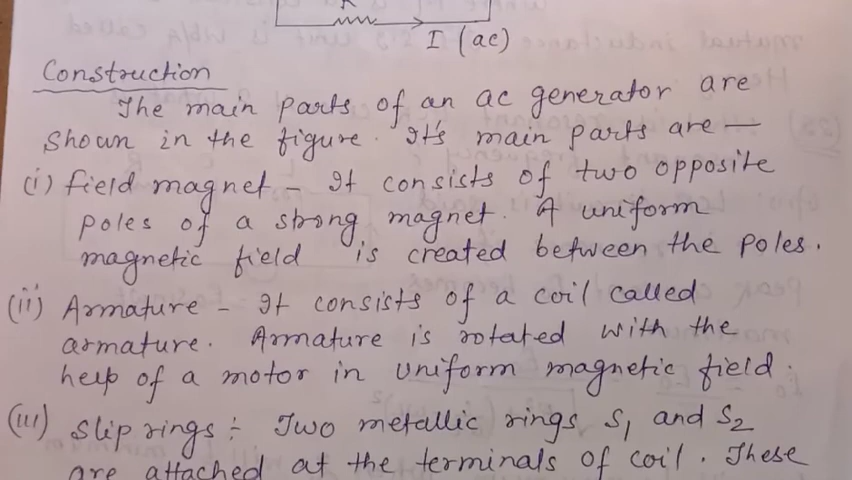 R
I (ac)
Construction
The main parts of an ac generator are
shown in the figure. It's main parts are —
(i) field magnet - It consists of two opposite
poles of a strong magnet. A uniform
magnetic field is created between the poles.
(ii) Armature - It consists of a coil called
armature. Armature is rotated with the
help of a motor in uniform magnetic field.
(iii) Slip rings ÷ Two metallic rings S₁ and S₂
are attached at the terminals of coil. These